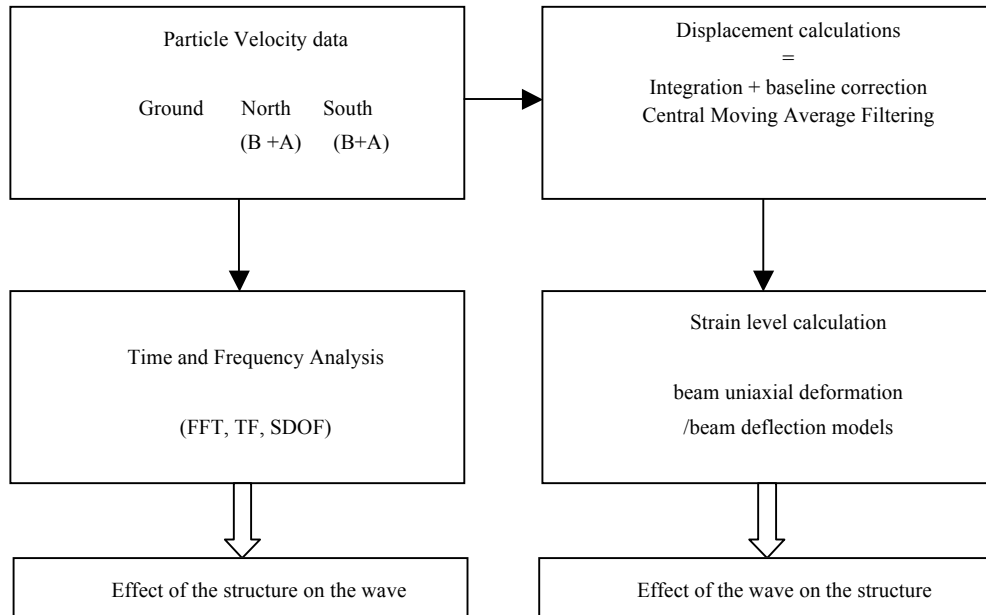 Particle Velocity data
Ground North South
(B +A) (B+A)
Displacement calculations
=
Integration + baseline correction
Central Moving Average Filtering
Time and Frequency Analysis
(FFT, TF, SDOF)
Strain level calculation
beam uniaxial deformation
/beam deflection models
Effect of the structure on the wave
Effect of the wave on the structure